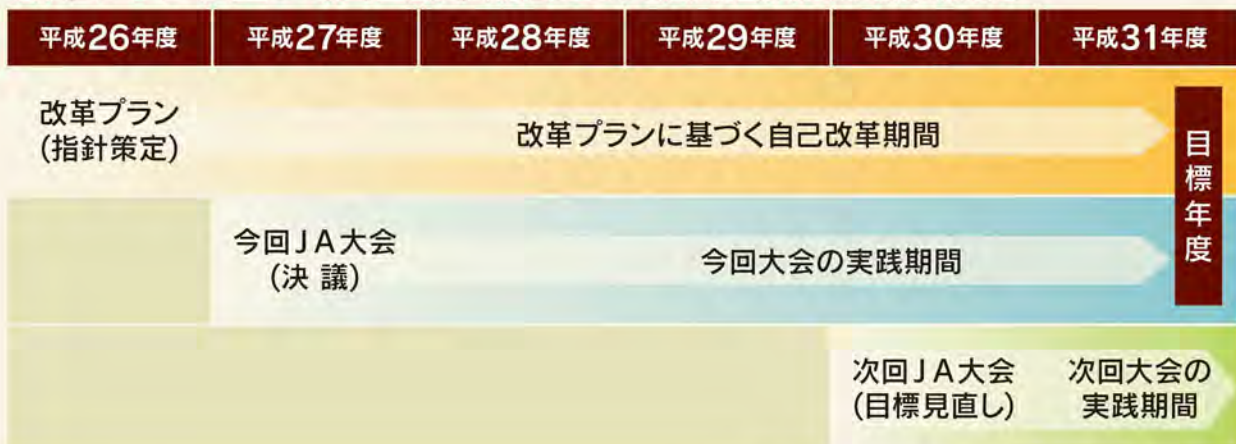 平成26年度 平成27年度 平成28年度 平成29年度 平成30年度 平成31年度
改革プラン
(指針策定)
改革プランに基づく自己改革期間
目標年度
今回JA大会
(決 議)
今回大会の実践期間
次回JA大会
(目標見直し)
次回大会の
実践期間